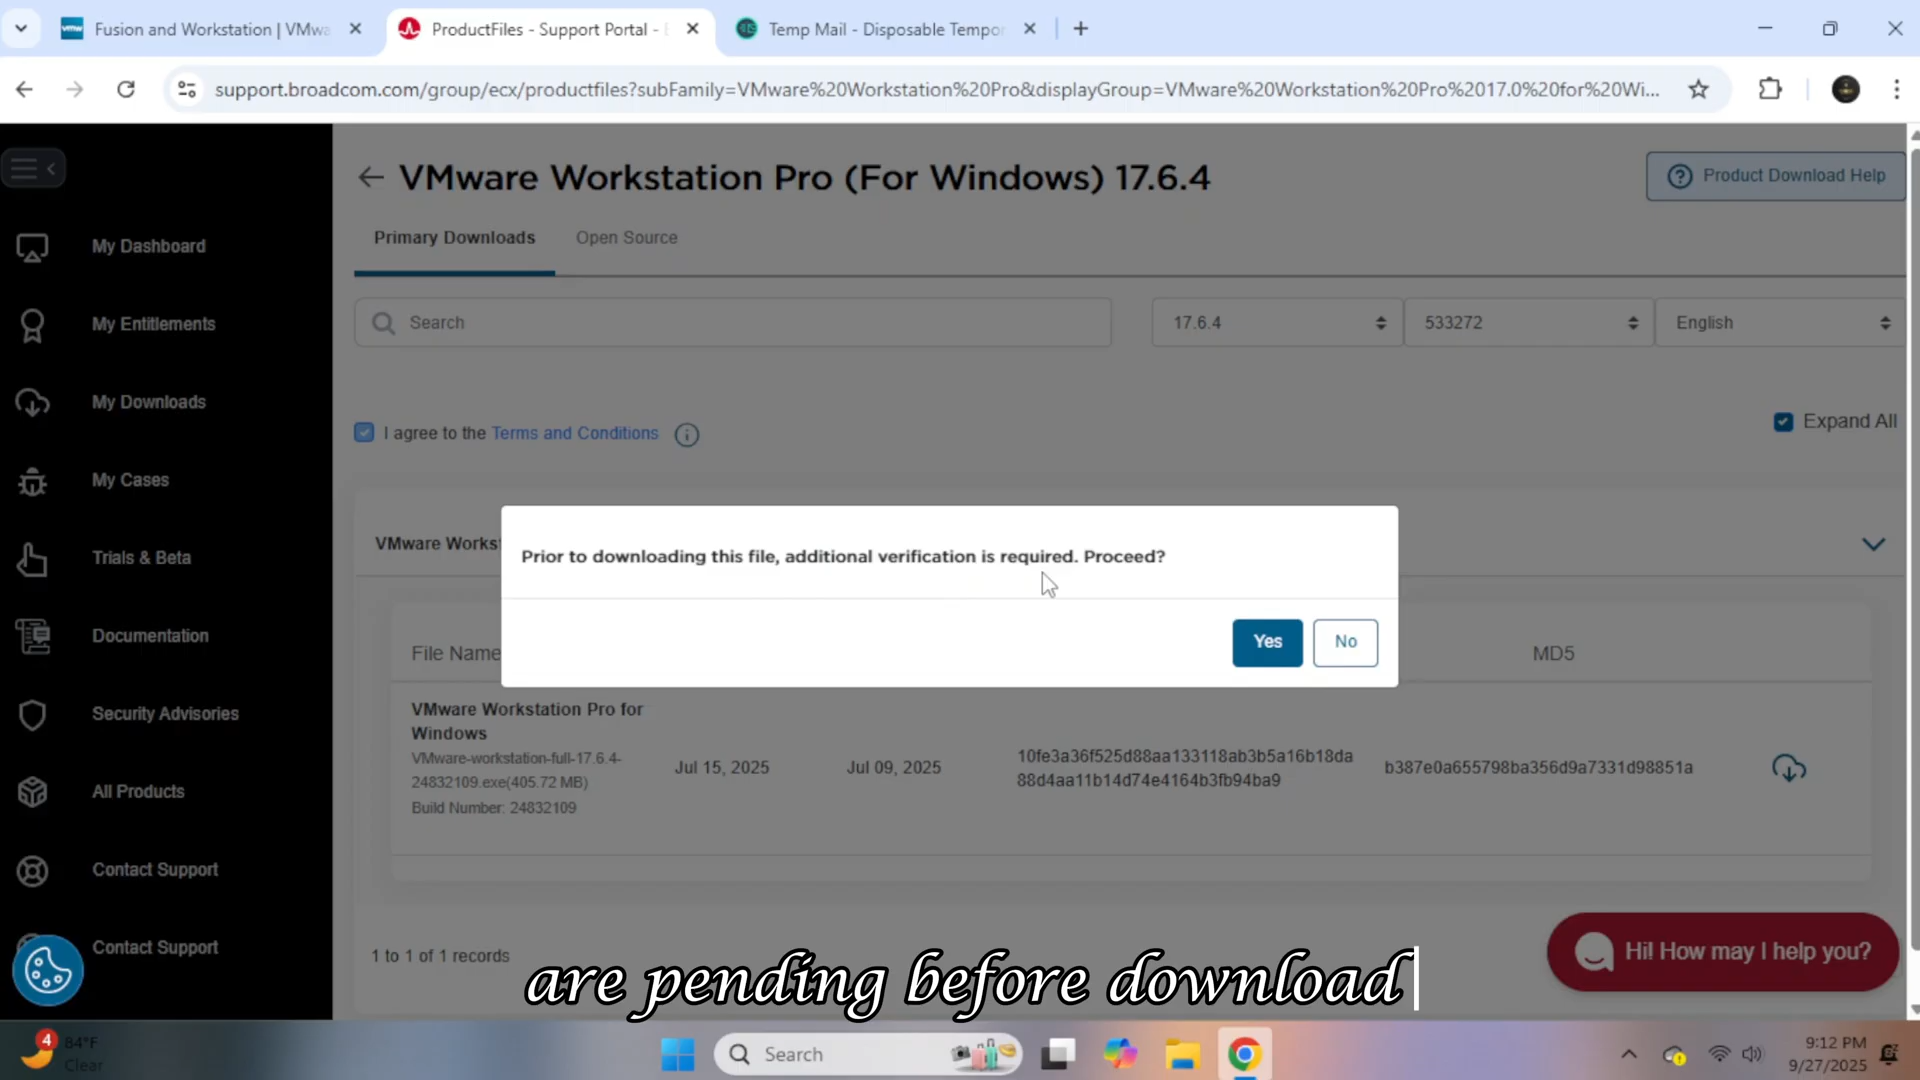 Fusion and Workstation | VMwa
ProductFiles - Support Portal -
Temp Mail - Disposable Tempor
support.broadcom.com/group/ecx/productfiles?subFamily=VMware%20Workstation%20Pro&displayGroup=VMware%20Workstation%20Pro%2017.0%20for%20Wi...
VMware Workstation Pro (For Windows) 17.6.4
Product Download Help
Primary Downloads
Open Source
Search
17.6.4
533272
English
I agree to the Terms and Conditions
Expand All
My Dashboard
My Entitlements
My Downloads
My Cases
Trials & Beta
Documentation
Security Advisories
All Products
Contact Support
Contact Support
VMware Works
Prior to downloading this file, additional verification is required. Proceed?
Yes
No
File Name
MD5
VMware Workstation Pro for
Windows
VMware-workstation-full-17.6.4-
24832109.exe(405.72 MB)
Build Number: 24832109
Jul 15, 2025
Jul 09, 2025
10fe3a36f525d88aa133118ab3b5a16b18da
88d4aa11b14d74e4164b3fb94ba9
b387e0a655798ba356d9a7331d98851a
1 to 1 of 1 records
Hi! How may I help you?
are pending before download
4
84°F
Clear
Search
9:12 PM
9/27/2025